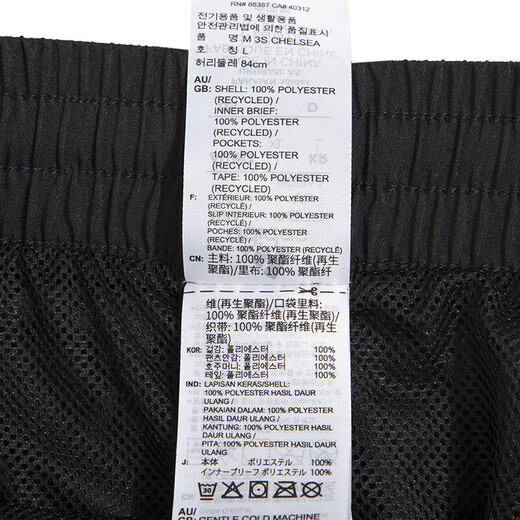 RN# 88387 CA# 40312
전기용품 및 생활용품
안전관리법에 의한 품질표시
품 명 M 3S CHELSEA
호 칭 L
허리둘레 84cm
AU/
GB: SHELL: 100% POLYESTER
(RECYCLED) /
INNER BRIEF:
100% POLYESTER
(RECYCLED) /
POCKETS:
100% POLYESTER
(RECYCLED) /
TAPE: 100% POLYESTER
(RECYCLED)
F: EXTÉRIEUR: 100% POLYESTER
(RECYCLÉ) /
SLIP INTERIEUR: 100% POLYESTER
(RECYCLÉ) /
POCHES: 100% POLYESTER
(RECYCLÉ) /
BANDE: 100% POLYESTER (RECYCLÉ)
CN: 主料: 100% 聚酯纤维(再生
聚酯)/里布: 100% 聚酯纤
维(再生聚酯)/口袋里料:
100% 聚酯纤维(再生聚酯)
/织带: 100% 聚酯纤维(再生
聚酯)
KOR: 겉감: 폴리에스터 100%
팬츠안감: 폴리에스터 100%
호주머니: 폴리에스터 100%
테잎: 폴리에스터 100%
IND: LAPISAN KERAS/SHELL:
100% POLYESTER HASIL DAUR
ULANG /
PAKAIAN DALAM: 100%
POLYESTER HASIL DAUR ULANG /
KANTUNG: 100% POLYESTER
HASIL DAUR ULANG /
PITA: 100% POLYESTER HASIL DAUR
ULANG
J: 本体 ポリエステル 100%
インナーブリーフ ポリエステル 100%
30
AU/
GB: GENTLE COLD MACHINE